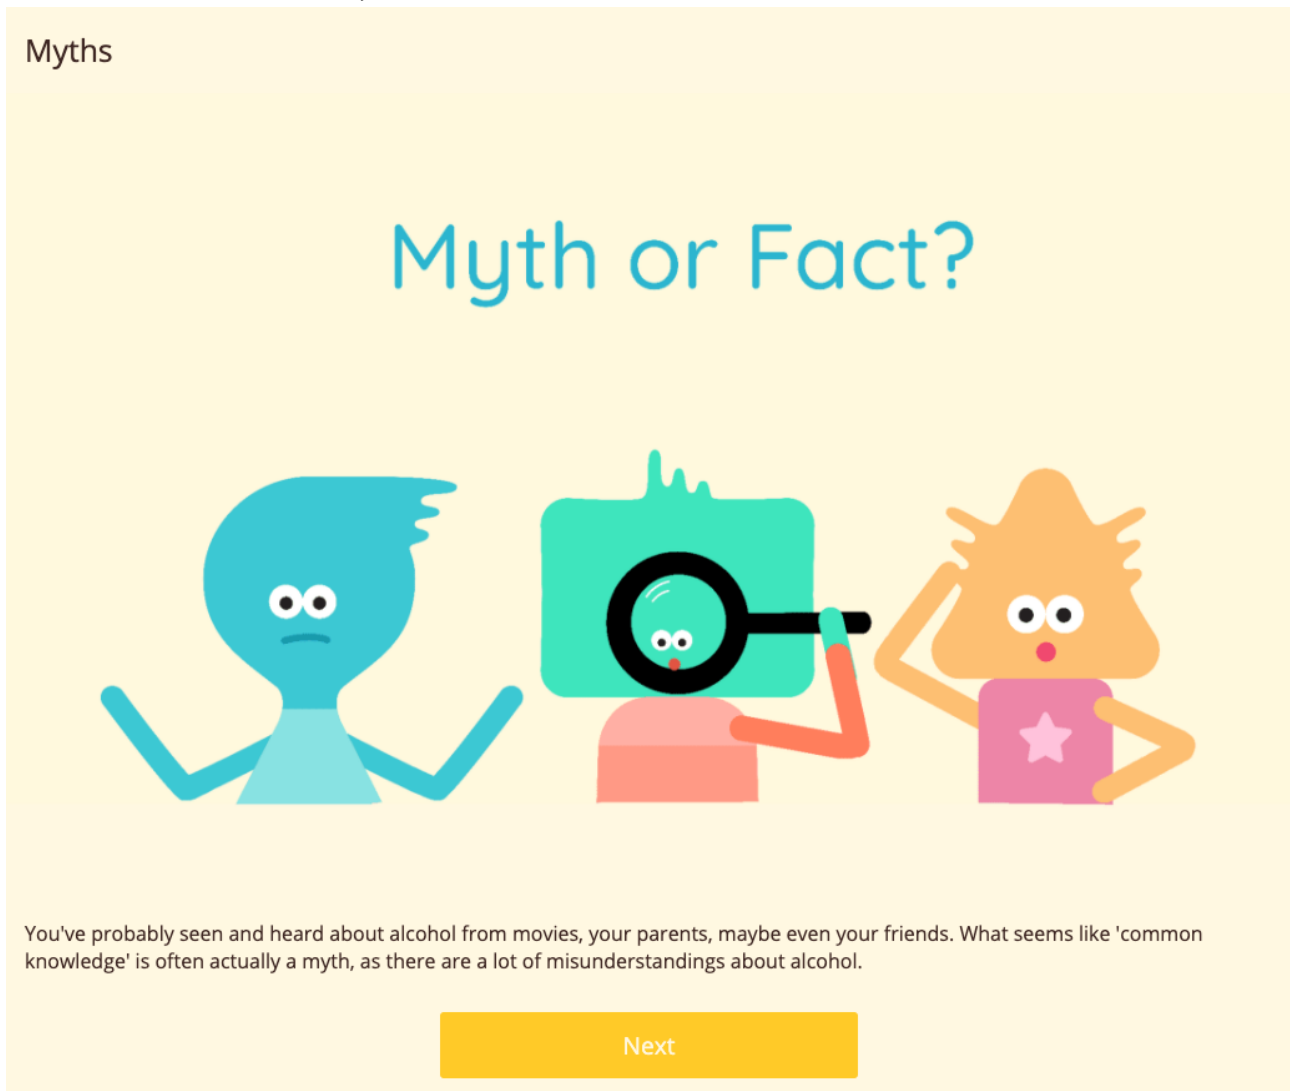 Myths
Myth or Fact?
You've probably seen and heard about alcohol from movies, your parents, maybe even your friends. What seems like 'common
knowledge' is often actually a myth, as there are a lot of misunderstandings about alcohol.
Next